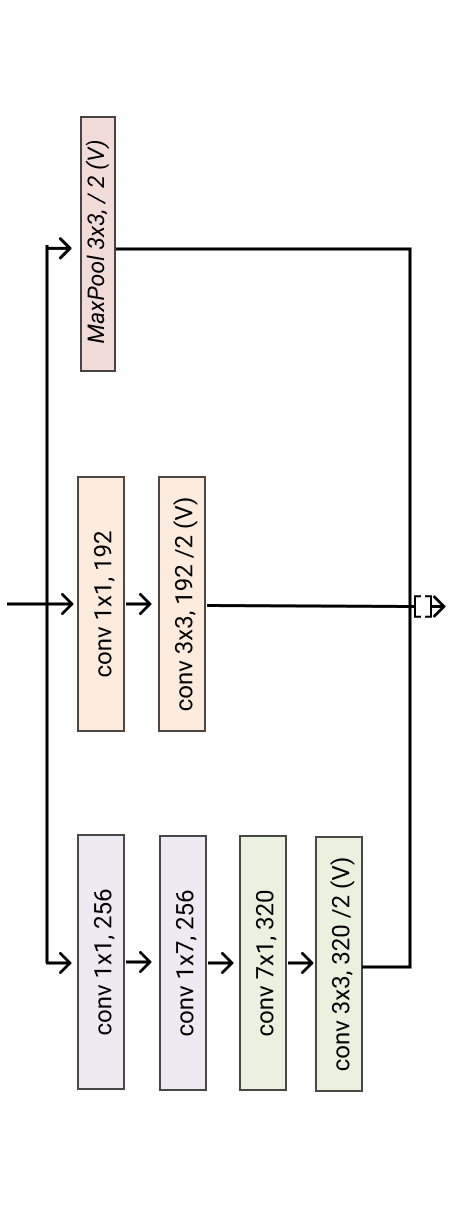 MaxPool 3x3, / 2 (V)
conv 1x1, 192
conv 3x3, 192 /2 (V)
conv 1x1, 256
conv 1x7, 256
conv 7x1, 320
conv 3x3, 320 /2 (V)